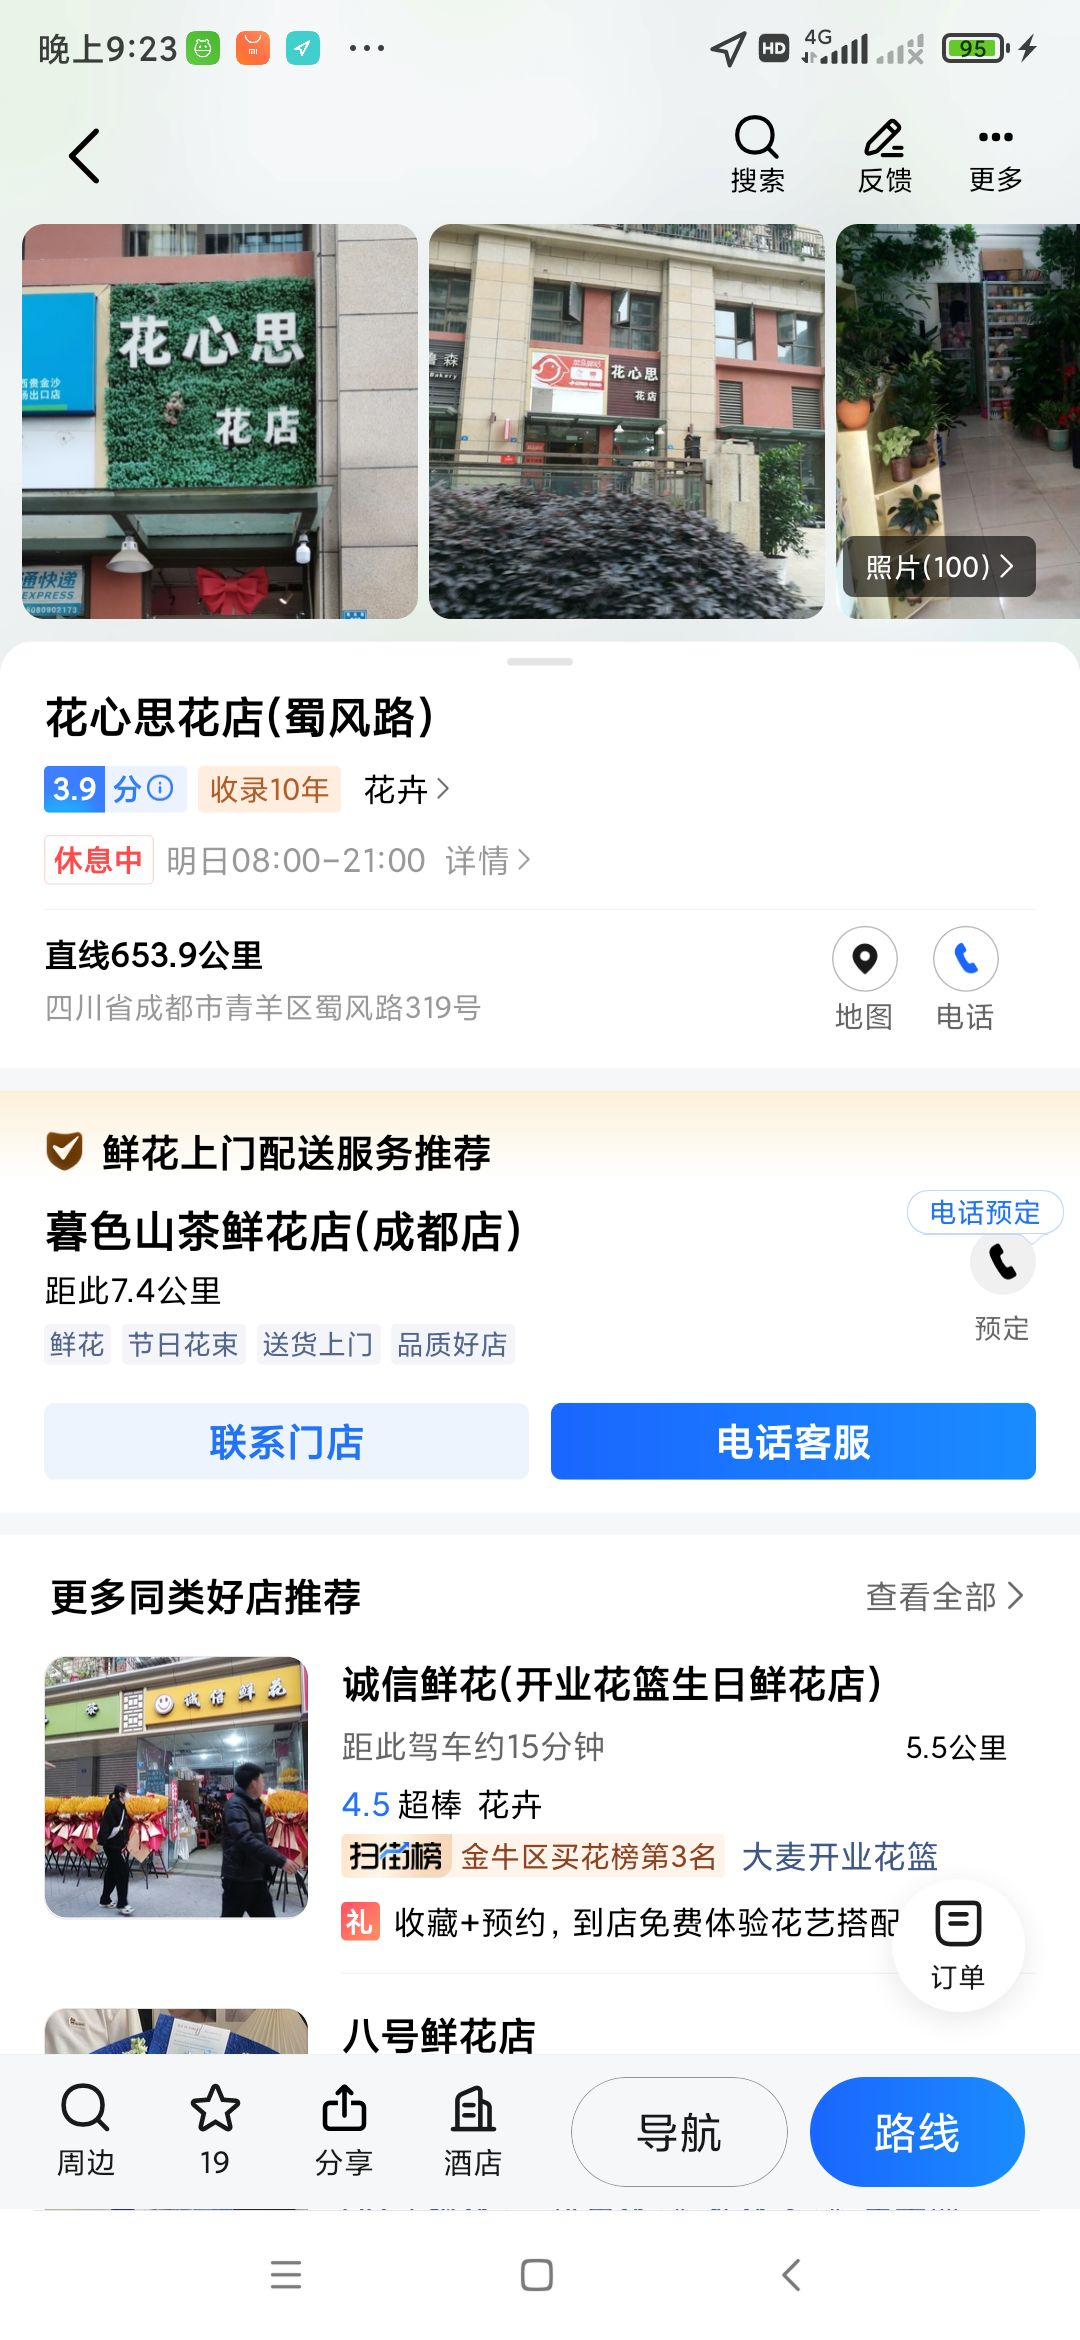 晚上9:23
HD 4G 95
搜索 反馈 更多
花心思
花店
西贵金沙
通快递
EXPRESS
花心思
花店
照片(100)
花心思花店(蜀风路)
3.9 分 收录10年 花卉
休息中 明日08:00-21:00 详情
直线653.9公里
四川省成都市青羊区蜀风路319号
地图 电话
鲜花上门配送服务推荐
暮色山茶鲜花店(成都店)
电话预定
距此7.4公里
预定
鲜花 节日花束 送货上门 品质好店
联系门店 电话客服
更多同类好店推荐 查看全部
诚信鲜花
诚信鲜花(开业花篮生日鲜花店)
距此驾车约15分钟 5.5公里
4.5 超棒 花卉
扫街榜 金牛区买花榜第3名 大麦开业花篮
礼 收藏+预约，到店免费体验花艺搭配
订单
八号鲜花店
周边 19 分享 酒店 导航 路线